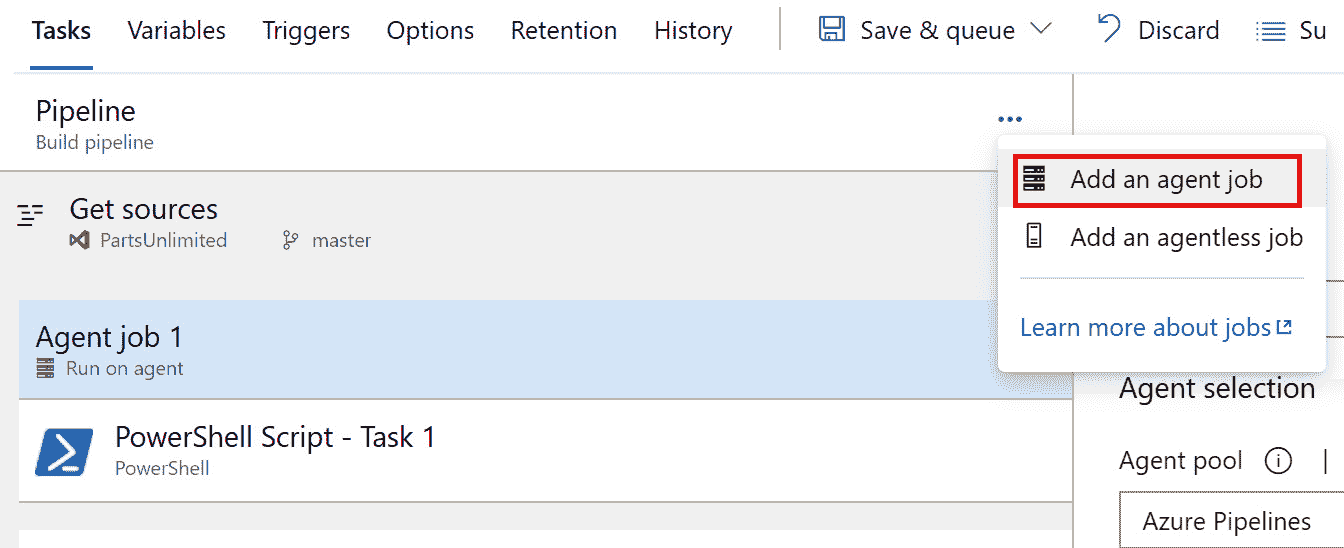 Tasks Variables Triggers Options Retention History Save & queue Discard Su
Pipeline
Build pipeline
Add an agent job
Get sources
PartsUnlimited master
Add an agentless job
Learn more about jobs
Agent job 1
Run on agent
Agent selection
PowerShell Script - Task 1
PowerShell
Agent pool |
Azure Pipelines